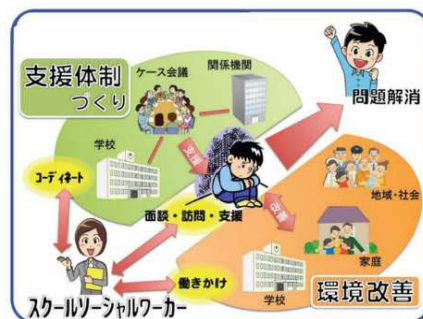 支援体制
づくり
ケース会議
関係機関
学校
コーディネート
支援
問題解消
面談・訪問・支援
改善
地域・社会
家庭
働きかけ
学校
スクールソーシャルワーカー
環境改善